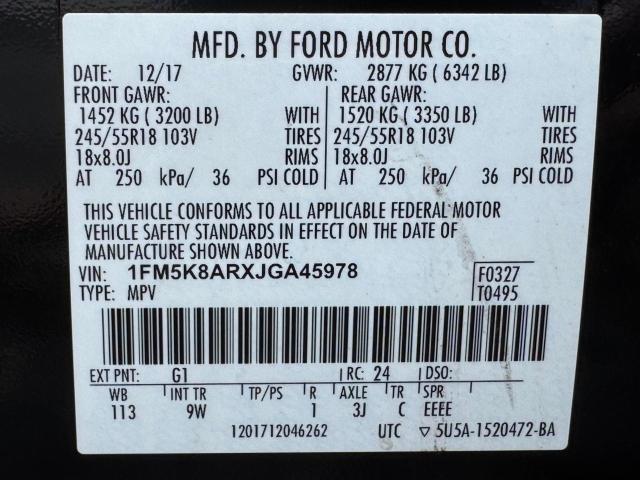 MFD. BY FORD MOTOR CO.
DATE: 12/17 GVWR: 2877 KG ( 6342 LB)
FRONT GAWR: REAR GAWR:
1452 KG ( 3200 LB) WITH 1520 KG ( 3350 LB) WITH
245/55R18 103V TIRES 245/55R18 103V TIRES
18x8.0J RIMS 18x8.0J RIMS
AT 250 kPa/ 36 PSI COLD AT 250 kPa/ 36 PSI COLD
THIS VEHICLE CONFORMS TO ALL APPLICABLE FEDERAL MOTOR
VEHICLE SAFETY STANDARDS IN EFFECT ON THE DATE OF
MANUFACTURE SHOWN ABOVE.
VIN: 1FM5K8ARXJGA45978 F0327
TYPE: MPV T0495
EXT PNT: G1 RC: 24 DSO:
WB INT TR TP/PS R AXLE TR SPR
113 9W 1 3J C EEEE
1201712046262 UTC ▽ 5U5A-1520472-BA